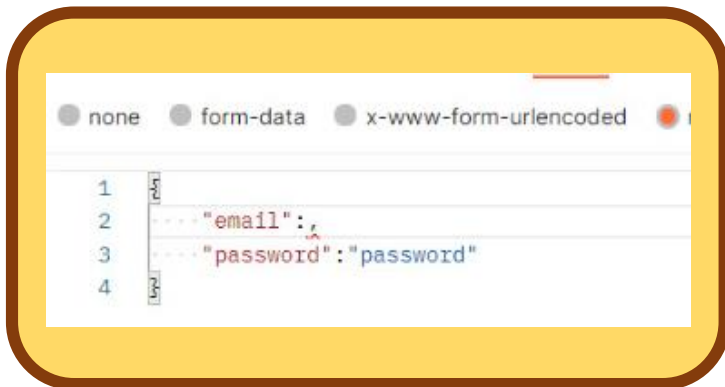 none form-data x-www-form-urlencoded
1 {
2 "email":,
3 "password":"password"
4 }